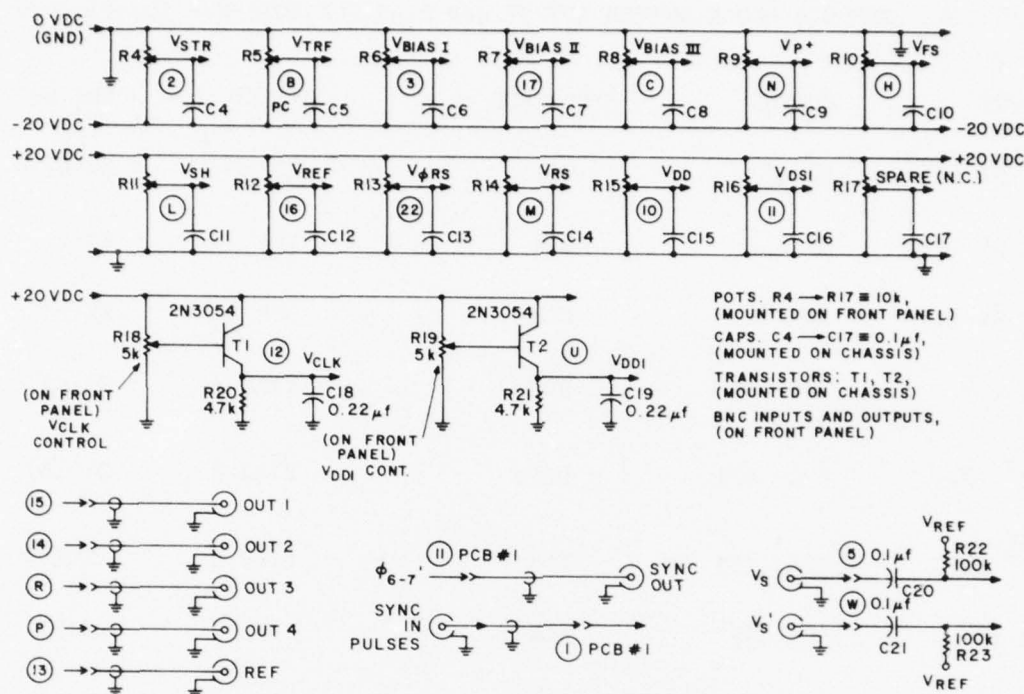 0 VDC
(GND)
R4 VSTR 2 C4
R5 VTRF B PC C5
R6 VBIAS I 3 C6
R7 VBIAS II 17 C7
R8 VBIAS III C C8
R9 VP+ N C9
R10 VFS H C10
-20 VDC
-20 VDC
+20 VDC
+20 VDC
R11 VSH L C11
R12 VREF 16 C12
R13 VϕRS 22 C13
R14 VRS M C14
R15 VDD 10 C15
R16 VDSI 11 C16
R17 SPARE (N.C.) C17
+20 VDC
R18
5k
2N3054
T1
12
VCLK
R20
4.7k
C18
0.22μf
(ON FRONT
PANEL)
VCLK
CONTROL
R19
5k
2N3054
T2
U
VDDI
R21
4.7k
C19
0.22μf
(ON FRONT
PANEL)
VDDI CONT.
POTS. R4 → R17 ≡ 10k,
(MOUNTED ON FRONT PANEL)
CAPS. C4 → C17 ≡ 0.1μf,
(MOUNTED ON CHASSIS)
TRANSISTORS: T1, T2,
(MOUNTED ON CHASSIS)
BNC INPUTS AND OUTPUTS,
(ON FRONT PANEL)
15 OUT 1
14 OUT 2
R OUT 3
P OUT 4
13 REF
11 PCB #1
ϕ6-7'
SYNC
OUT
SYNC
IN
PULSES
1 PCB #1
VREF
R22
100k
5 0.1μf
VS
C20
W 0.1μf
VS'
C21
100k
R23
VREF